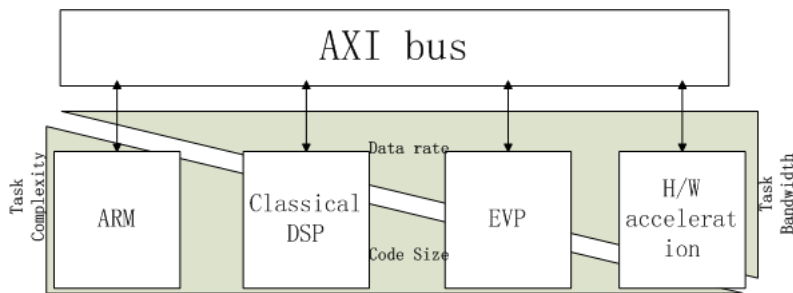 AXI bus
Data rate
Task
Complexity
ARM
Classical
DSP
EVP
H/W
accelerat
ion
Task
Bandwidth
Code Size